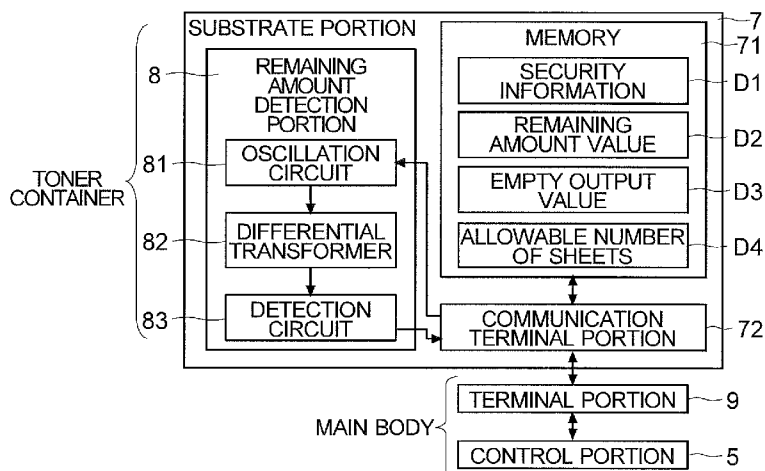 SUBSTRATE PORTION
7
MEMORY
71
8
REMAINING
AMOUNT
DETECTION
PORTION
SECURITY
INFORMATION
D1
REMAINING
AMOUNT VALUE
D2
81
OSCILLATION
CIRCUIT
EMPTY OUTPUT
VALUE
D3
TONER
CONTAINER
82
DIFFERENTIAL
TRANSFORMER
ALLOWABLE NUMBER
OF SHEETS
D4
83
DETECTION
CIRCUIT
COMMUNICATION
TERMINAL PORTION
72
MAIN BODY
TERMINAL PORTION
9
CONTROL PORTION
5